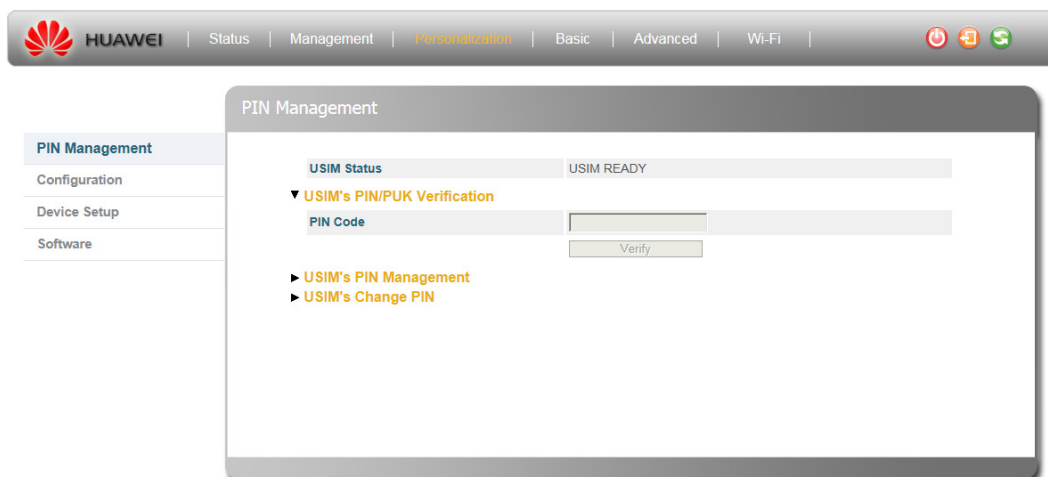 HUAWEI | Status | Management | Personalization | Basic | Advanced | Wi-Fi |
PIN Management
PIN Management
Configuration
Device Setup
Software
USIM Status USIM READY
USIM's PIN/PUK Verification
PIN Code
Verify
USIM's PIN Management
USIM's Change PIN